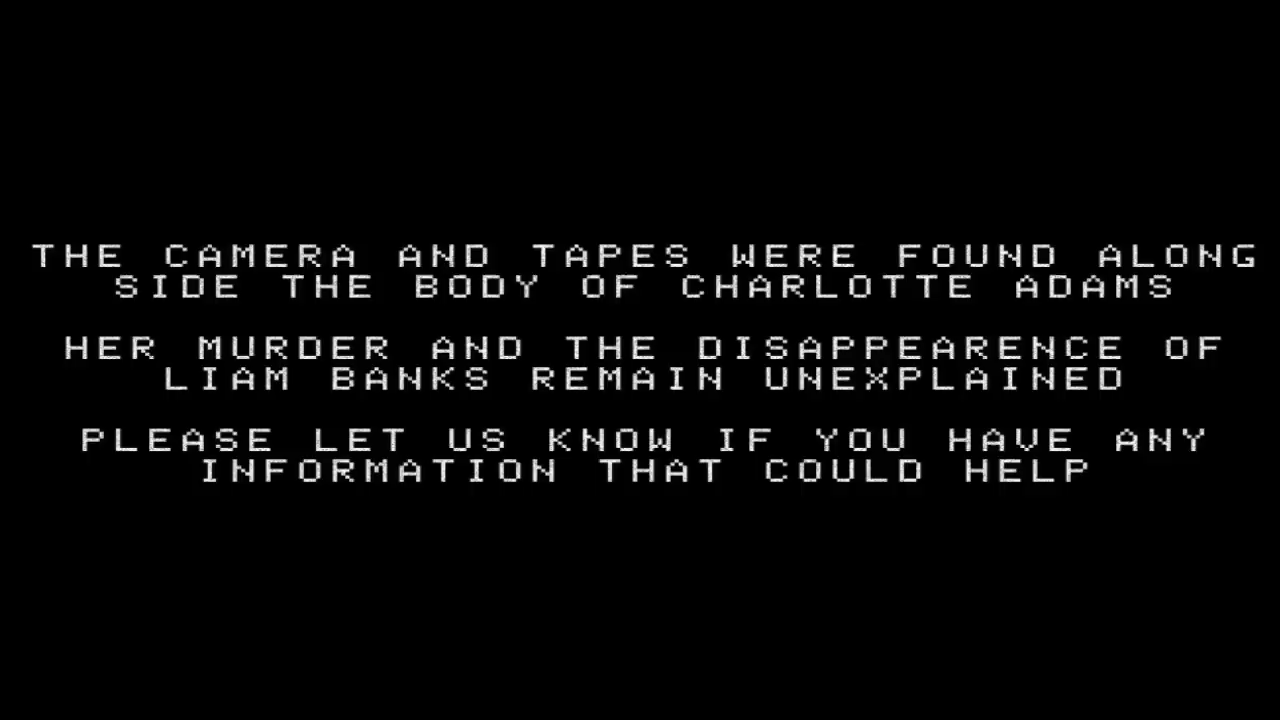 THE CAMERA AND TAPES WERE FOUND ALONG
SIDE THE BODY OF CHARLOTTE ADAMS
HER MURDER AND THE DISAPPEARENCE OF
LIAM BANKS REMAIN UNEXPLAINED
PLEASE LET US KNOW IF YOU HAVE ANY
INFORMATION THAT COULD HELP